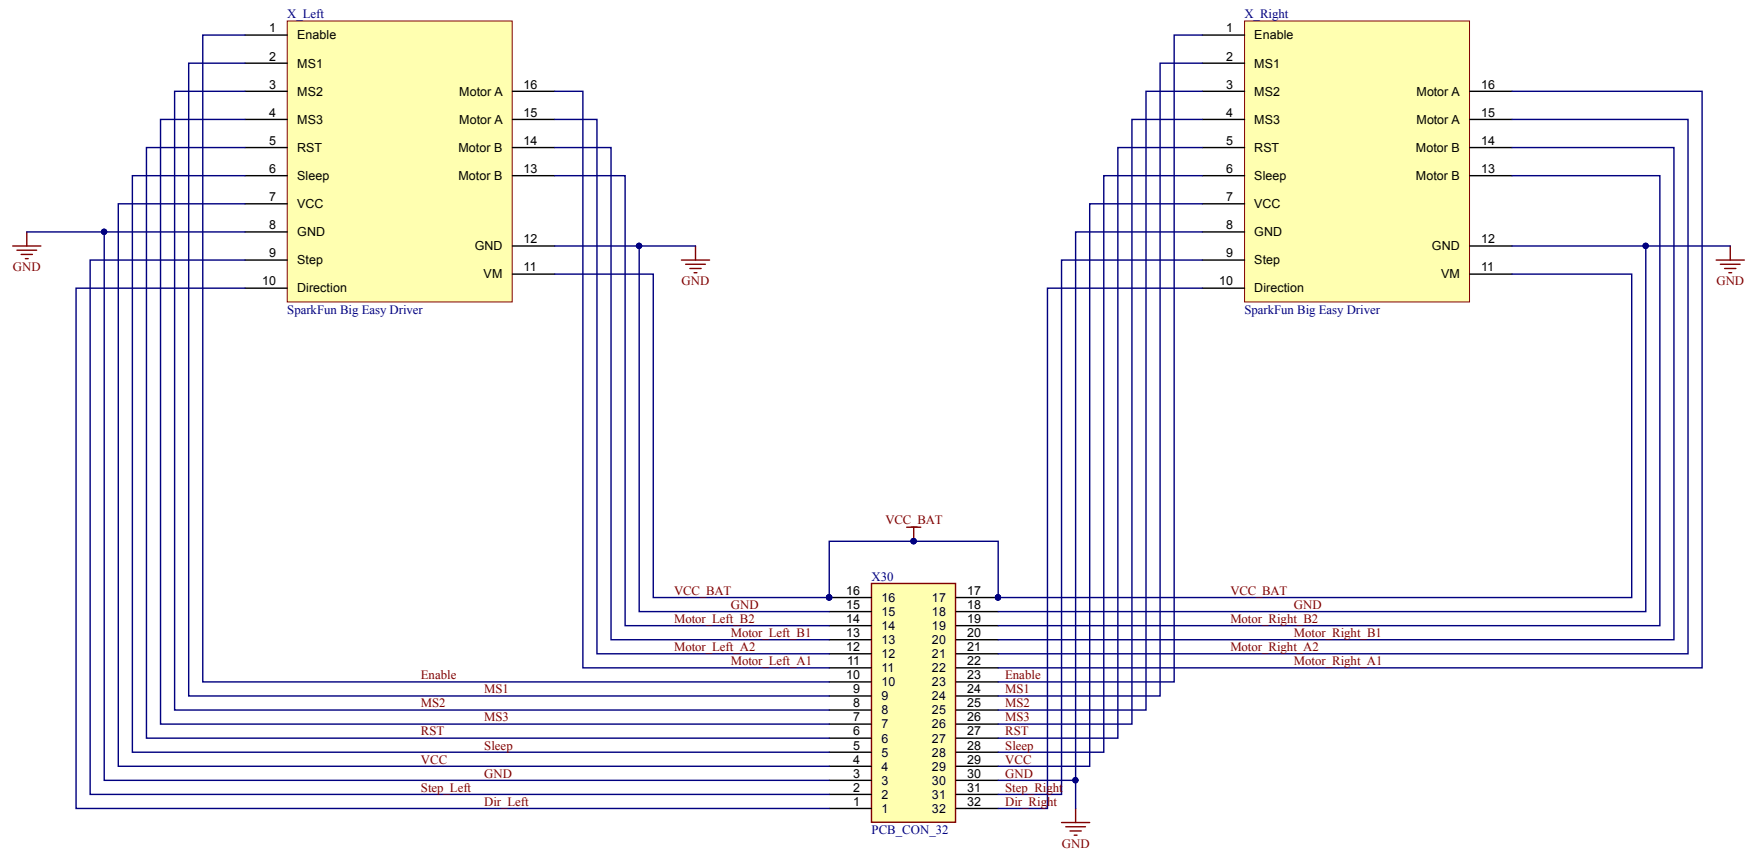 X_Left
1 Enable
2 MS1
3 MS2
4 MS3
5 RST
6 Sleep
7 VCC
8 GND
9 Step
10 Direction
Motor A 16
Motor A 15
Motor B 14
Motor B 13
GND 12
VM 11
SparkFun Big Easy Driver
GND
GND
X_Right
1 Enable
2 MS1
3 MS2
4 MS3
5 RST
6 Sleep
7 VCC
8 GND
9 Step
10 Direction
Motor A 16
Motor A 15
Motor B 14
Motor B 13
GND 12
VM 11
SparkFun Big Easy Driver
GND
VCC_BAT
X30
VCC_BAT 16 16 17 17 VCC_BAT
GND 15 15 18 18 GND
Motor_Left_B2 14 14 19 19 Motor_Right_B2
Motor_Left_B1 13 13 20 20 Motor_Right_B1
Motor_Left_A2 12 12 21 21 Motor_Right_A2
Motor_Left_A1 11 11 22 22 Motor_Right_A1
Enable 10 10 23 23 Enable
MS1 9 9 24 24 MS1
MS2 8 8 25 25 MS2
MS3 7 7 26 26 MS3
RST 6 6 27 27 RST
Sleep 5 5 28 28 Sleep
VCC 4 4 29 29 VCC
GND 3 3 30 30 GND
Step_Left 2 2 31 31 Step_Right
Dir_Left 1 1 32 32 Dir_Right
PCB_CON_32
GND